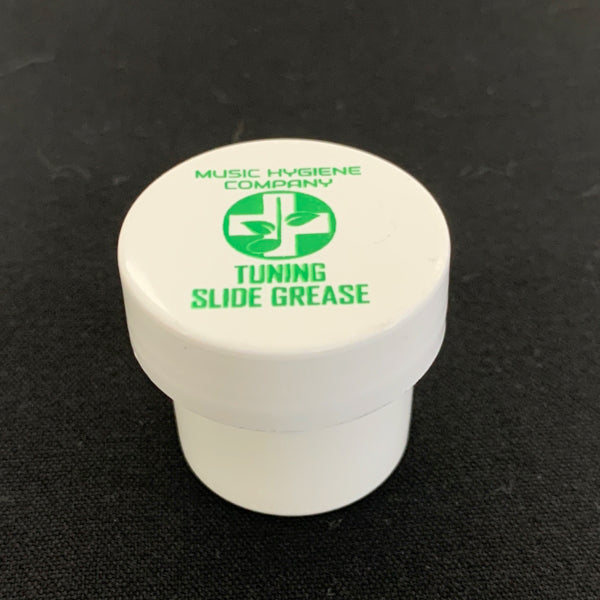 MUSIC HYGIENE
COMPANY
TUNING
SLIDE GREASE